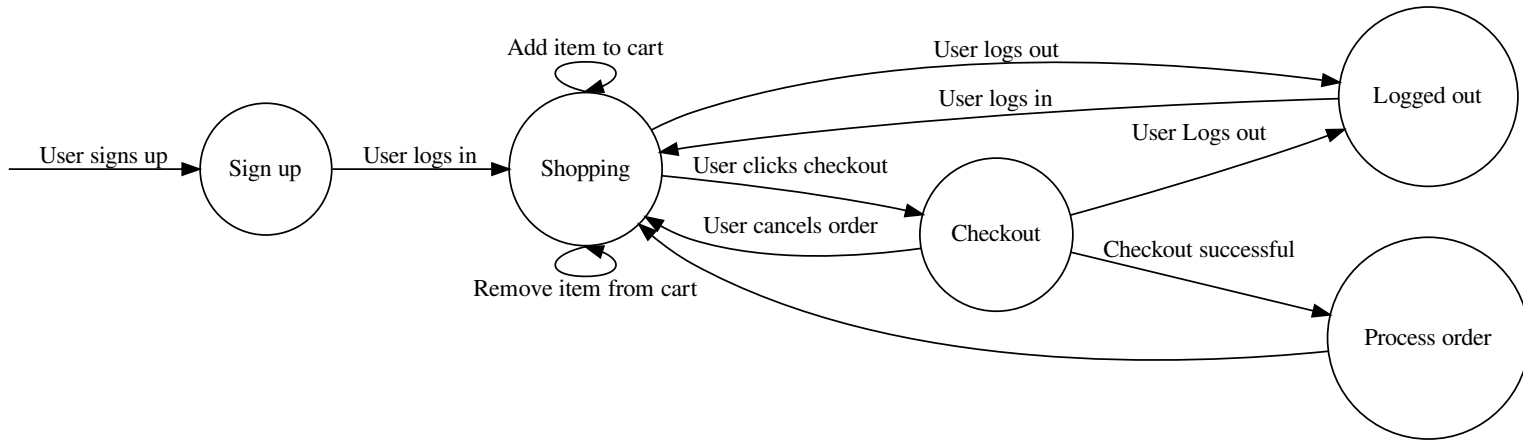 Add item to cart
User logs out
Logged out
User logs in
User Logs out
User signs up
Sign up
User logs in
Shopping
User clicks checkout
User cancels order
Checkout
Checkout successful
Remove item from cart
Process order